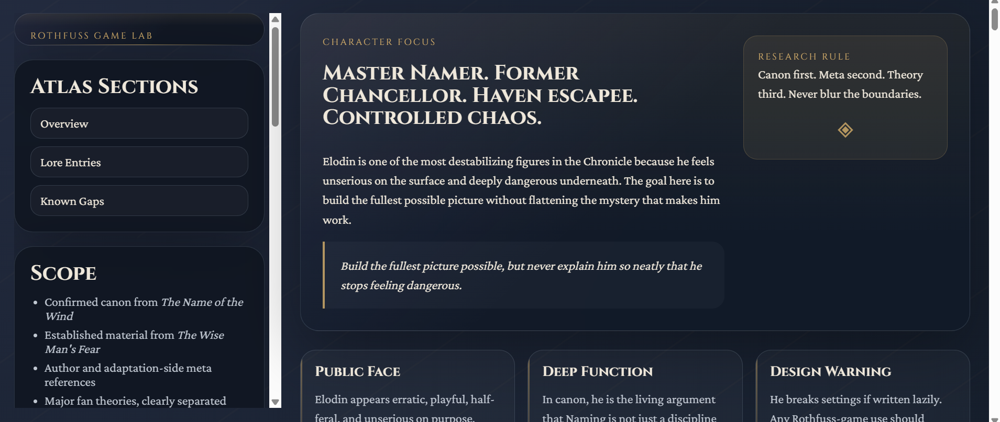 ROTHFUSS GAME LAB
Atlas Sections
Overview
Lore Entries
Known Gaps
Scope
Confirmed canon from The Name of the
Wind
Established material from The Wise
Man's Fear
Author and adaptation-side meta
references
Major fan theories, clearly separated
CHARACTER FOCUS
Master Namer. Former
Chancellor. Haven escapee.
Controlled chaos.
Elodin is one of the most destabilizing figures in the Chronicle because he feels
unserious on the surface and deeply dangerous underneath. The goal here is to
build the fullest possible picture without flattening the mystery that makes him
work.
Build the fullest picture possible, but never explain him so neatly that he
stops feeling dangerous.
RESEARCH RULE
Canon first. Meta second. Theory
third. Never blur the boundaries.
Public Face
Elodin appears erratic, playful, half-
feral, and unserious on purpose.
Deep Function
In canon, he is the living argument
that Naming is not just a discipline
Design Warning
He breaks settings if written lazily.
Any Rothfuss-game use should